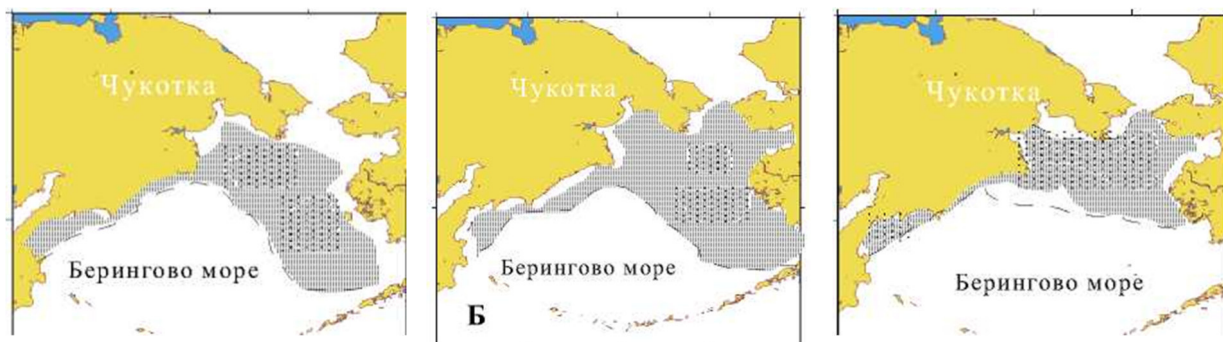 Чукотка
Берингово море
Чукотка
Берингово море
Б
Чукотка
Берингово море